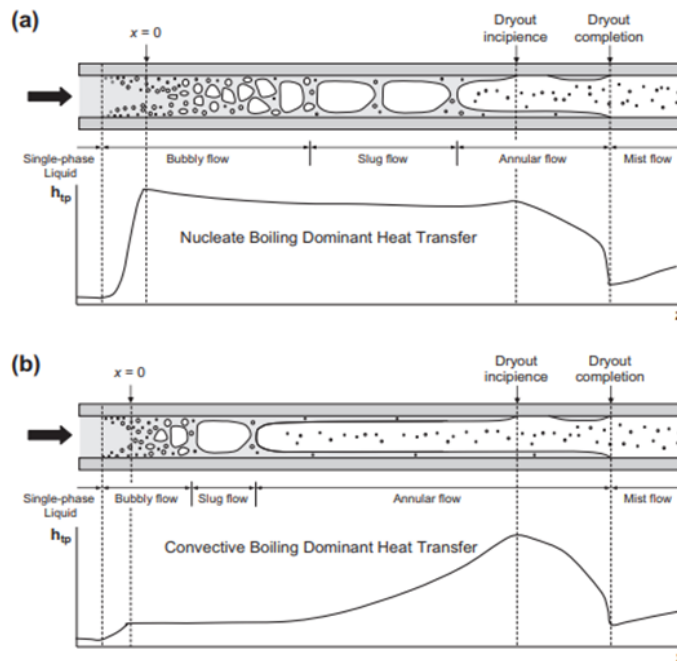 (a)
x = 0
Dryout
incipience
Dryout
completion
Single-phase
Liquid
Bubbly flow
Slug flow
Annular flow
Mist flow
htp
Nucleate Boiling Dominant Heat Transfer
(b)
x = 0
Dryout
incipience
Dryout
completion
Single-phase
Liquid
Bubbly flow
Slug flow
Annular flow
Mist flow
htp
Convective Boiling Dominant Heat Transfer